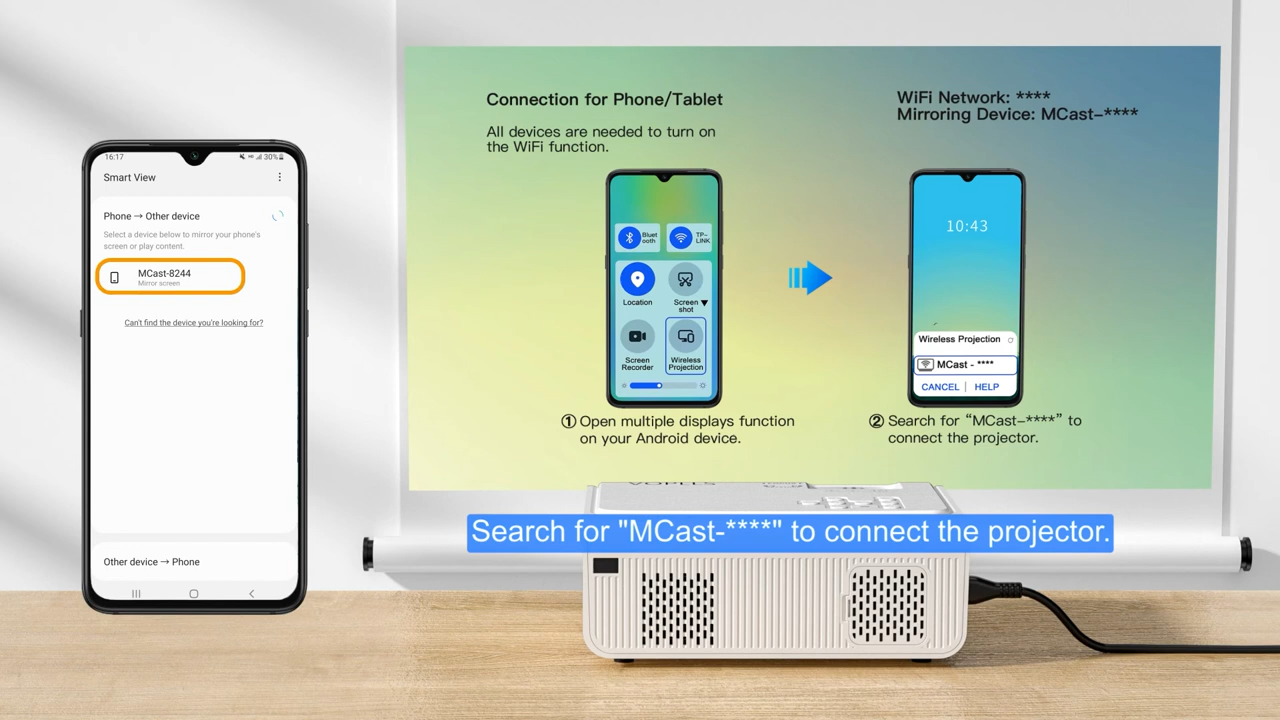 16:17
30%
Smart View
Phone → Other device
Select a device below to mirror your phone's
screen or play content.
MCast-8244
Mirror screen
Can't find the device you're looking for?
Other device → Phone
Connection for Phone/Tablet
All devices are needed to turn on
the WiFi function.
WiFi Network: ****
Mirroring Device: MCast-****
Bluet
ooth
TP-
LINK
Location
Screen
shot
Screen
Recorder
Wireless
Projection
① Open multiple displays function
on your Android device.
10:43
Wireless Projection
MCast - ****
CANCEL | HELP
② Search for “MCast-****” to
connect the projector.
Search for "MCast-****" to connect the projector.